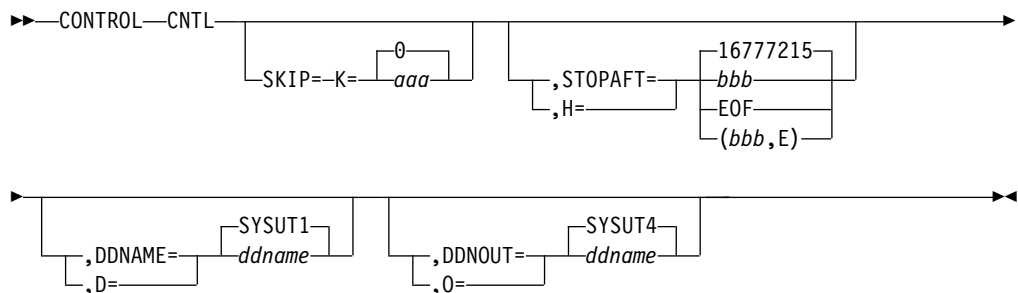 CONTROL CNTL
0
16777215
SKIP= K= aaa
,STOPAFT= bbb
,H= EOF
(bbb,E)
SYSUT1
SYSUT4
,DDNAME= ddname
,DDNOUT= ddname
,D=
,O=